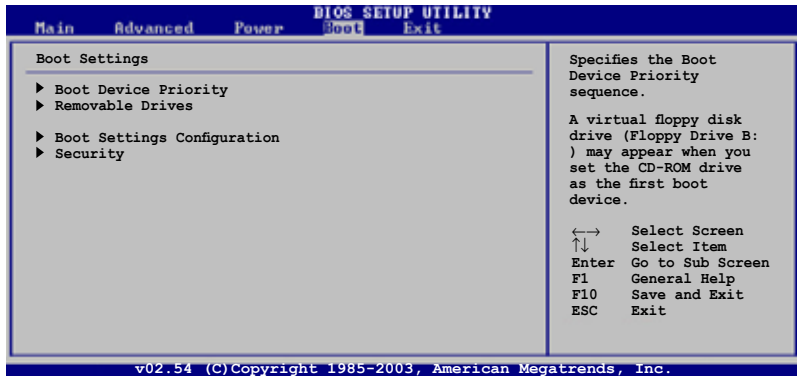 BIOS SETUP UTILITY
Main Advanced Power Boot Exit
Boot Settings
Boot Device Priority
Removable Drives
Boot Settings Configuration
Security
Specifies the Boot
Device Priority
sequence.
A virtual floppy disk
drive (Floppy Drive B:
) may appear when you
set the CD-ROM drive
as the first boot
device.
←→ Select Screen
↑↓ Select Item
Enter Go to Sub Screen
F1 General Help
F10 Save and Exit
ESC Exit
v02.54 (C)Copyright 1985-2003, American Megatrends, Inc.